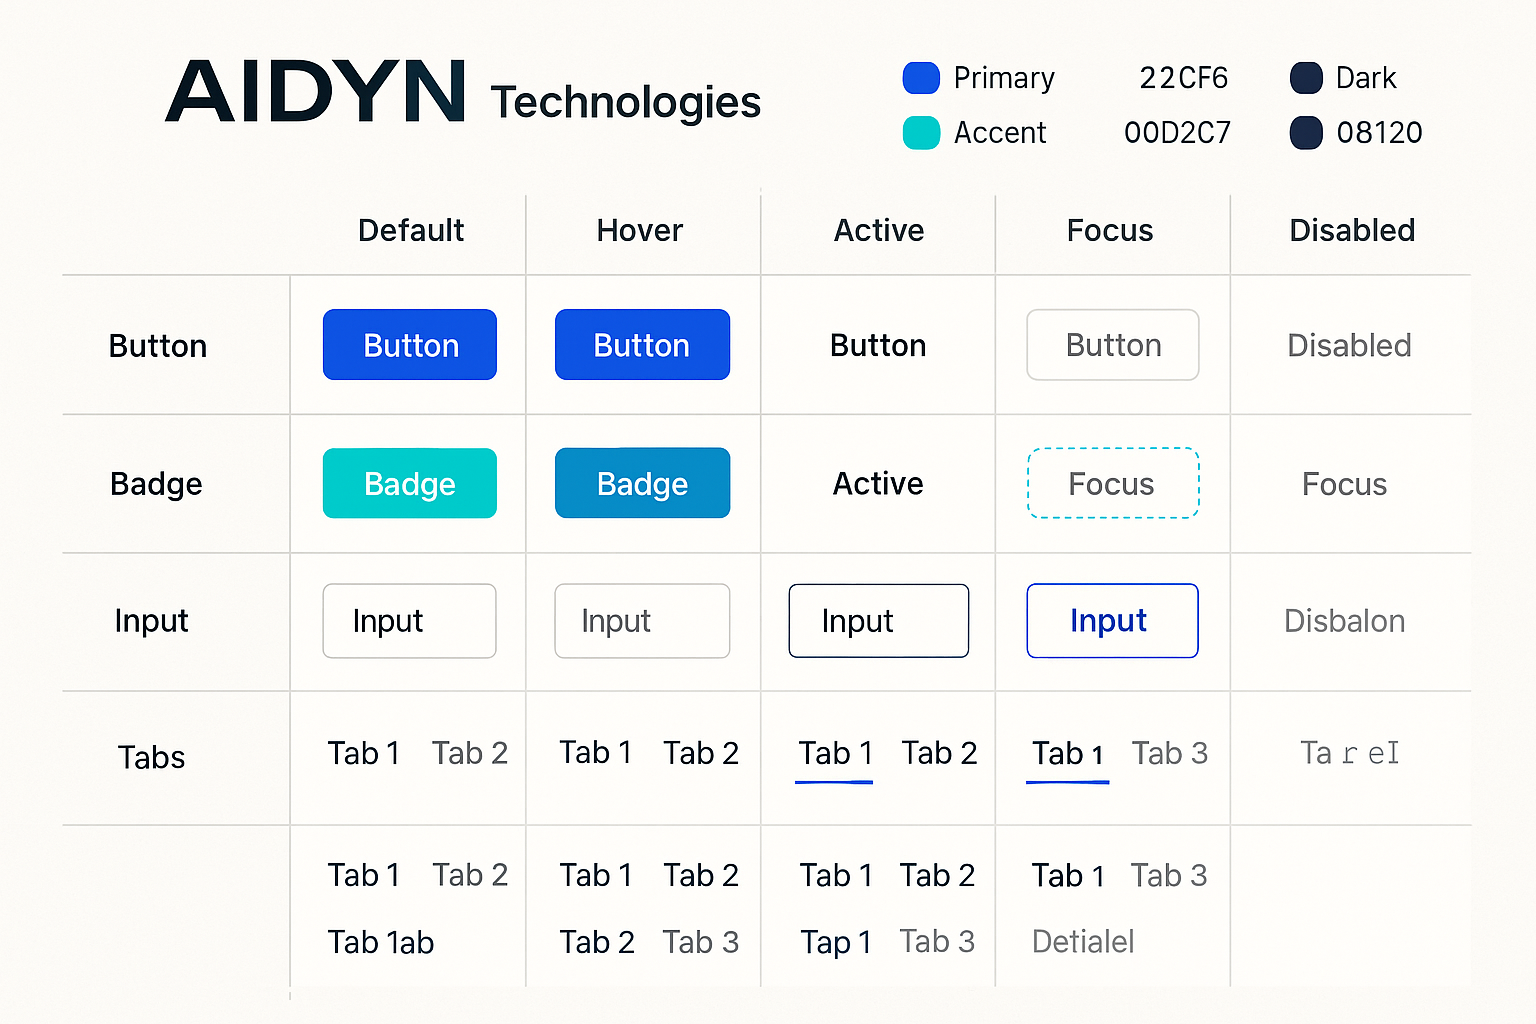 AIDYN Technologies
Primary 22CF6 Dark
Accent 00D2C7 08120
Default Hover Active Focus Disabled
Button Button Button Button Button Disabled
Badge Badge Badge Active Focus Focus
Input Input Input Input Input Disbalon
Tabs Tab 1 Tab 2 Tab 1 Tab 2 Tab 1 Tab 2 Tab 1 Tab 3 Ta r eI
Tab 1 Tab 2 Tab 1 Tab 2 Tab 1 Tab 2 Tab 1 Tab 3
Tab 1ab Tab 2 Tab 3 Tap 1 Tab 3 Detialel